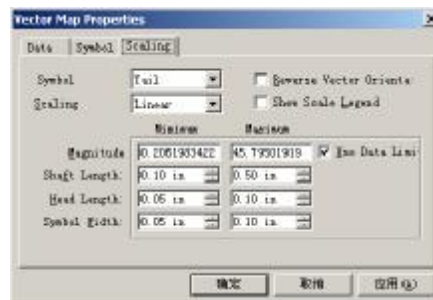 Vector Map Properties
Data Symbol Scaling
Symbol Tail Reverse Vector Orienta
Scaling Linear Show Scale Legend
Minimum Maximum
Magnitude 0.2061983422 45.79501919 Use Data Limi
Shaft Length: 0.10 in 0.50 in
Head Length: 0.05 in 0.10 in
Symbol Width: 0.05 in 0.10 in
确定 取消 应用(A)